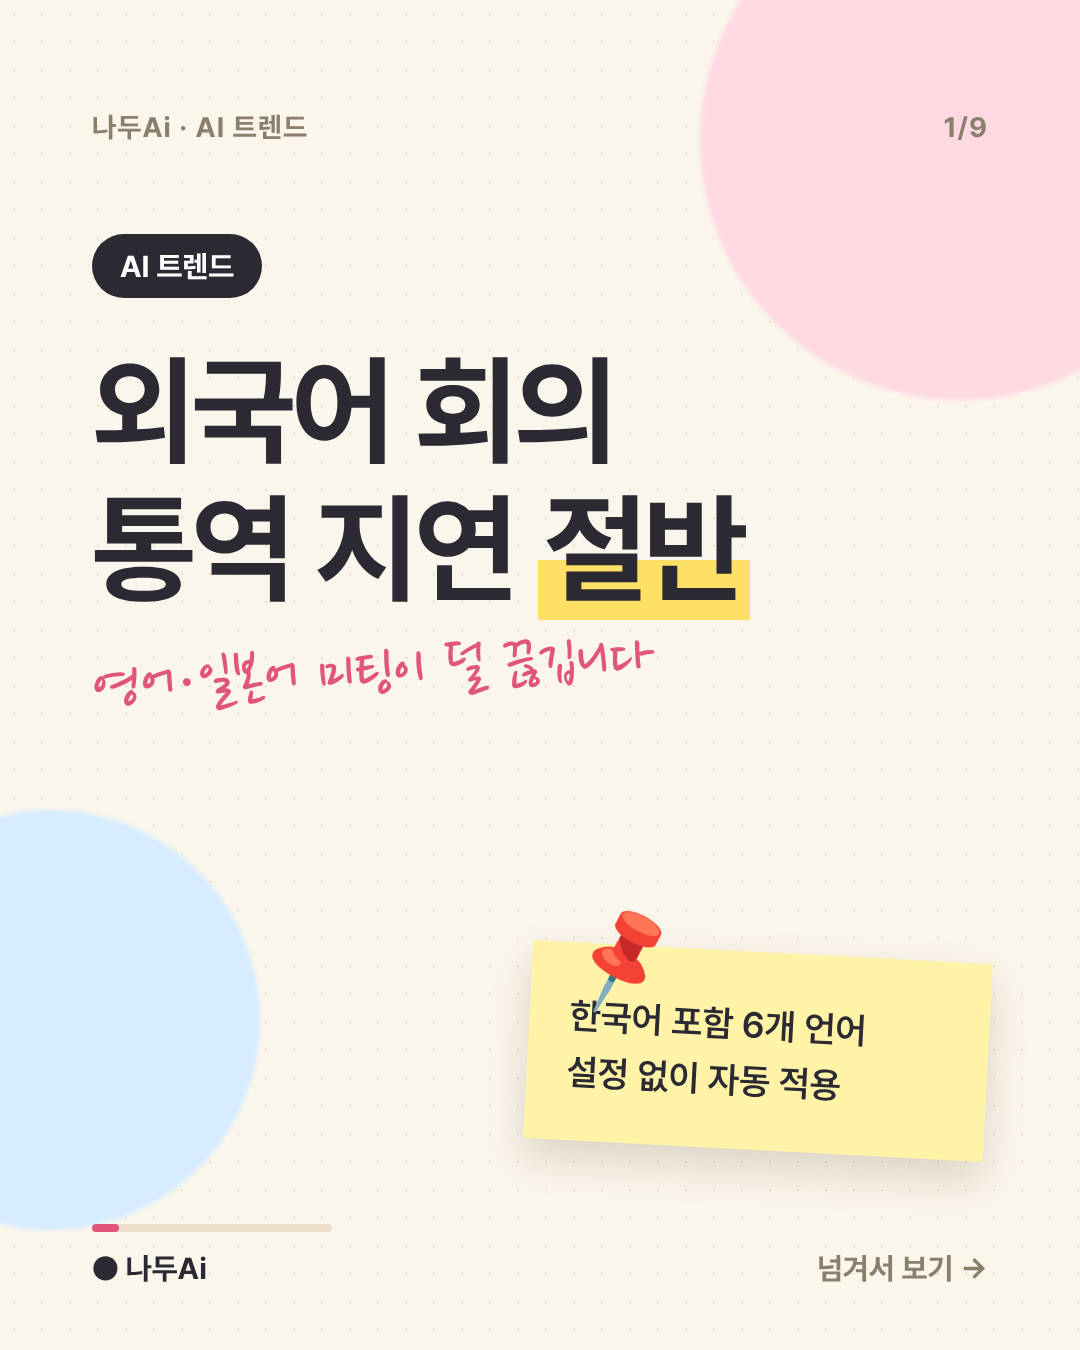 나두Ai · AI 트렌드
1/9
AI 트렌드
외국어 회의
통역 지연 절반
영어·일본어 미팅이 덜 끊깁니다
한국어 포함 6개 언어
설정 없이 자동 적용
● 나두Ai
넘겨서 보기 →